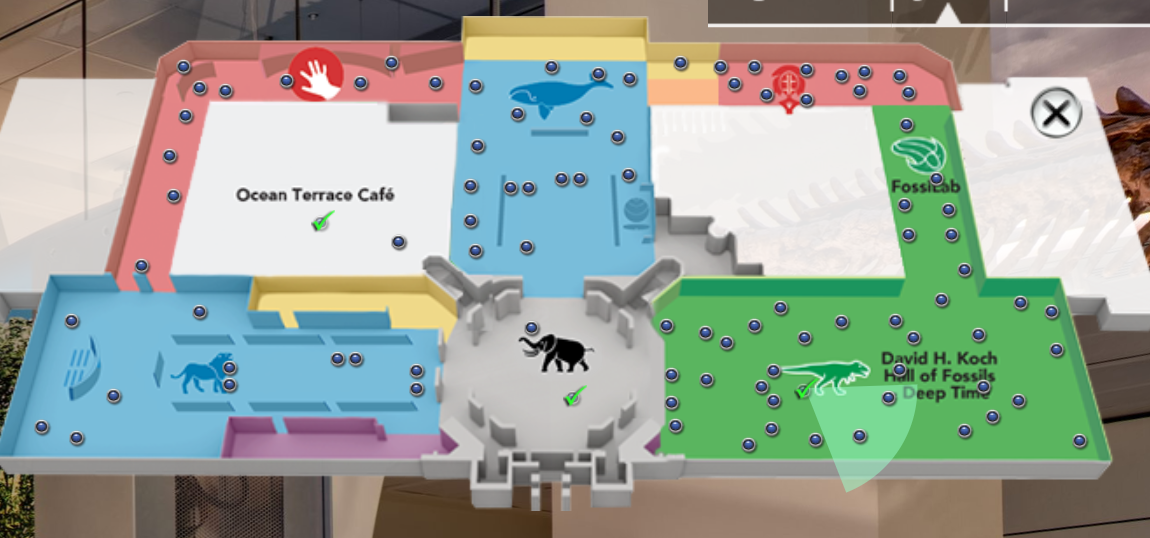 Ocean Terrace Café
FossiLab
David H. Koch
Hall of Fossils
Deep Time